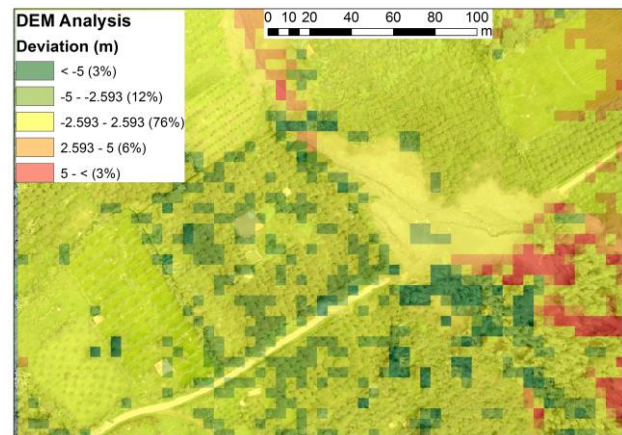 DEM Analysis
Deviation (m)
< -5 (3%)
-5 - -2.593 (12%)
-2.593 - 2.593 (76%)
2.593 - 5 (6%)
5 - < (3%)
0 10 20 40 60 80 100
m